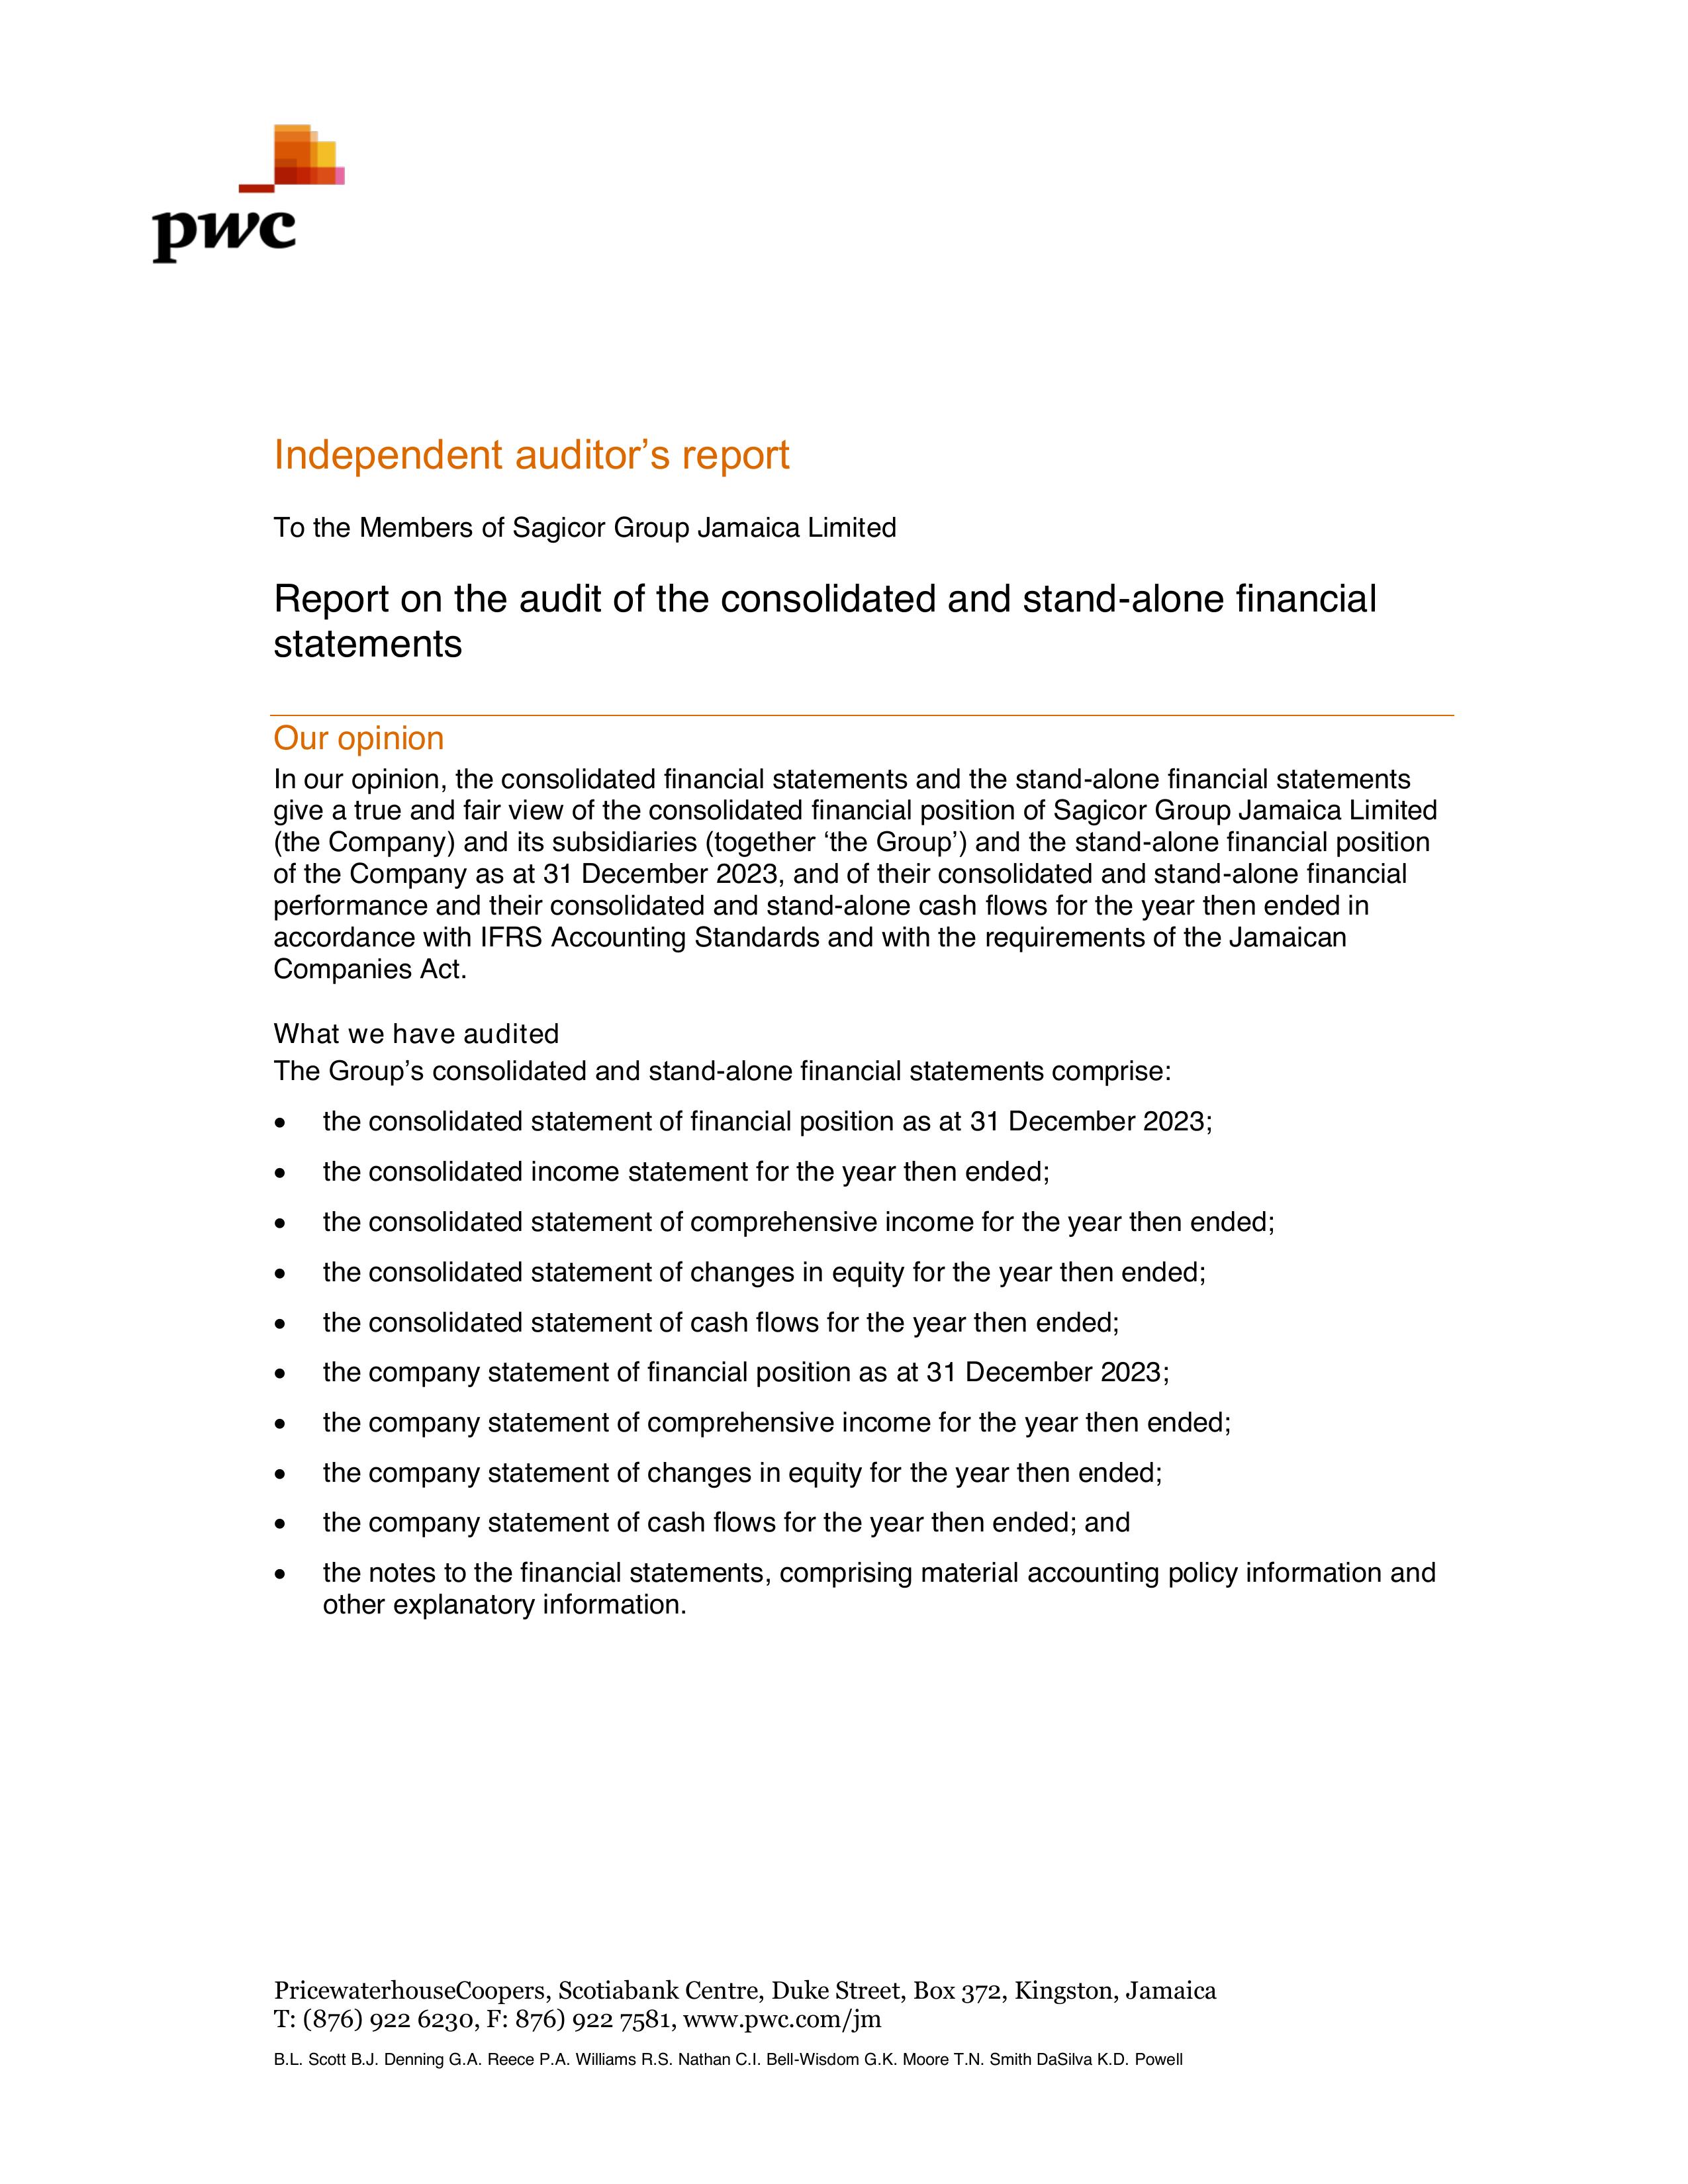 pwc
Independent auditor’s report
To the Members of Sagicor Group Jamaica Limited
Report on the audit of the consolidated and stand-alone financial
statements
Our opinion
In our opinion, the consolidated financial statements and the stand-alone financial statements
give a true and fair view of the consolidated financial position of Sagicor Group Jamaica Limited
(the Company) and its subsidiaries (together ‘the Group’) and the stand-alone financial position
of the Company as at 31 December 2023, and of their consolidated and stand-alone financial
performance and their consolidated and stand-alone cash flows for the year then ended in
accordance with IFRS Accounting Standards and with the requirements of the Jamaican
Companies Act.
What we have audited
The Group’s consolidated and stand-alone financial statements comprise:
• the consolidated statement of financial position as at 31 December 2023;
• the consolidated income statement for the year then ended;
• the consolidated statement of comprehensive income for the year then ended;
• the consolidated statement of changes in equity for the year then ended;
• the consolidated statement of cash flows for the year then ended;
• the company statement of financial position as at 31 December 2023;
• the company statement of comprehensive income for the year then ended;
• the company statement of changes in equity for the year then ended;
• the company statement of cash flows for the year then ended; and
• the notes to the financial statements, comprising material accounting policy information and
other explanatory information.
PricewaterhouseCoopers, Scotiabank Centre, Duke Street, Box 372, Kingston, Jamaica
T: (876) 922 6230, F: 876) 922 7581, www.pwc.com/jm
B.L. Scott B.J. Denning G.A. Reece P.A. Williams R.S. Nathan C.I. Bell-Wisdom G.K. Moore T.N. Smith DaSilva K.D. Powell